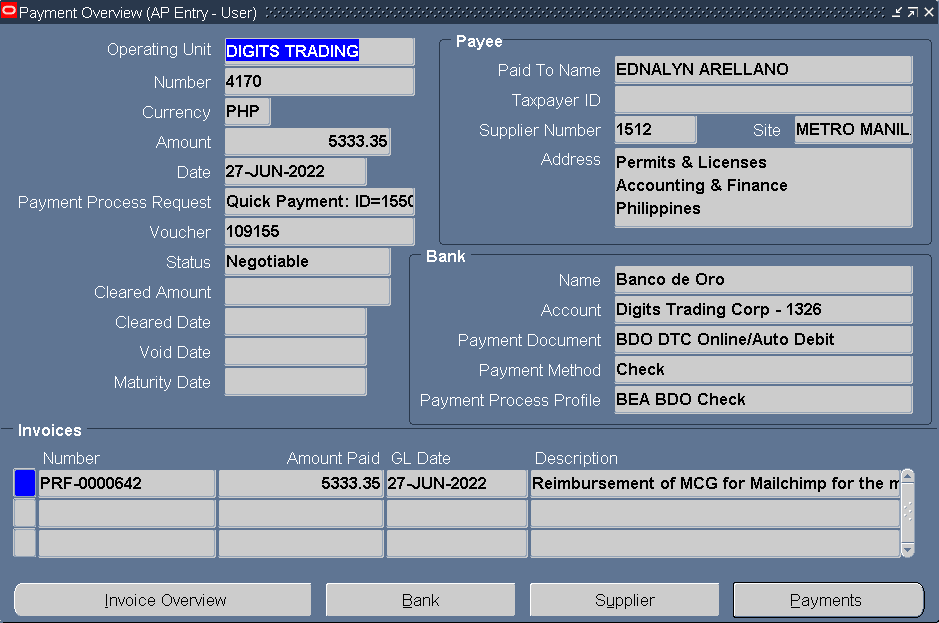 Payment Overview (AP Entry - User)
Operating Unit DIGITS TRADING
Number 4170
Currency PHP
Amount 5333.35
Date 27-JUN-2022
Payment Process Request Quick Payment: ID=1550
Voucher 109155
Status Negotiable
Cleared Amount
Cleared Date
Void Date
Maturity Date
Payee
Paid To Name EDNALYN ARELLANO
Taxpayer ID
Supplier Number 1512 Site METRO MANIL
Address Permits & Licenses
Accounting & Finance
Philippines
Bank
Name Banco de Oro
Account Digits Trading Corp - 1326
Payment Document BDO DTC Online/Auto Debit
Payment Method Check
Payment Process Profile BEA BDO Check
Invoices
Number Amount Paid GL Date Description
PRF-0000642 5333.35 27-JUN-2022 Reimbursement of MCG for Mailchimp for the m
Invoice Overview Bank Supplier Payments